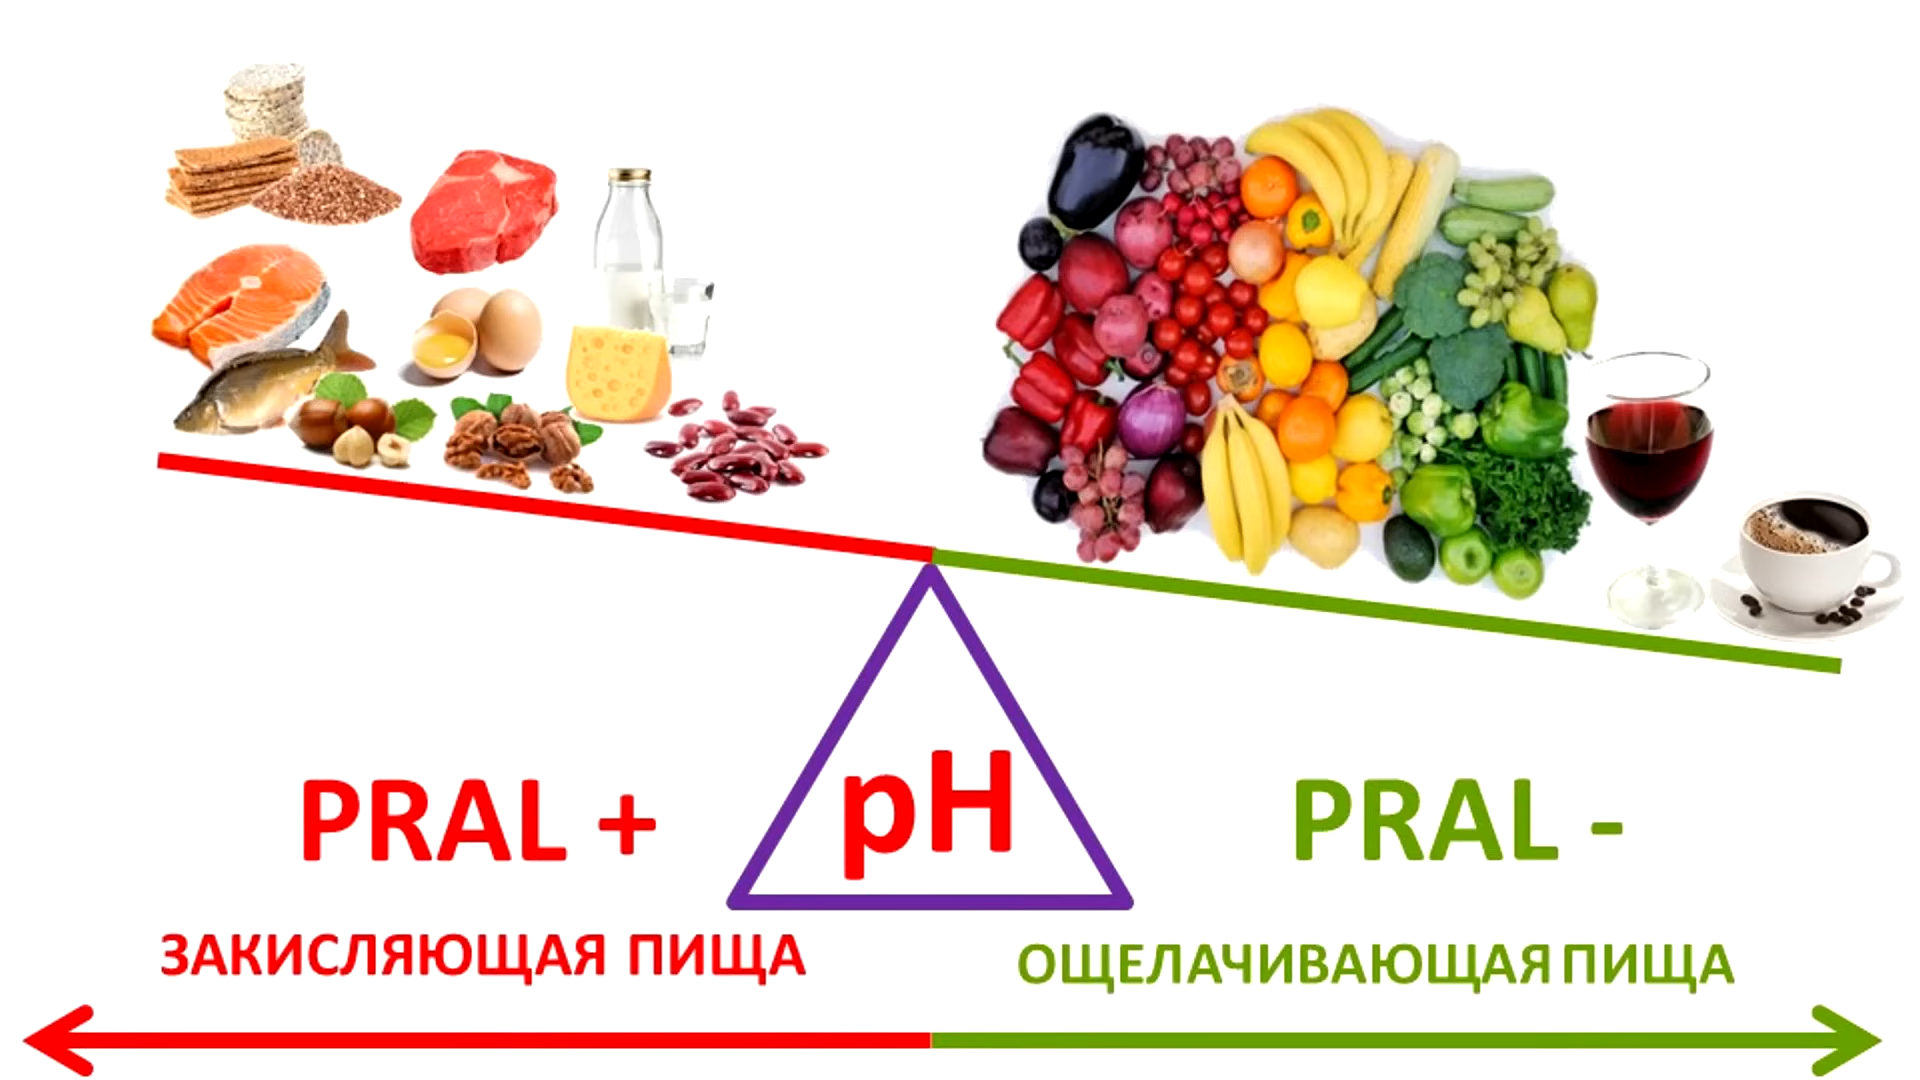 pH
PRAL +
PRAL -
ЗАКИСЛЯЮЩАЯ ПИЩА
ОЩЕЛАЧИВАЮЩАЯ ПИЩА